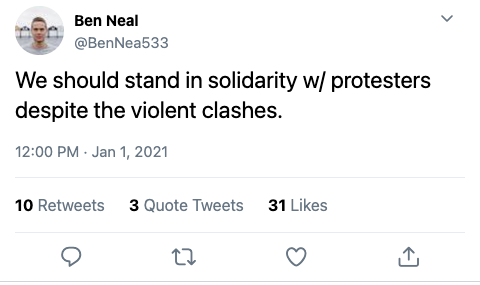 Ben Neal
@BenNea533
We should stand in solidarity w/ protesters
despite the violent clashes.
12:00 PM · Jan 1, 2021
10 Retweets 3 Quote Tweets 31 Likes